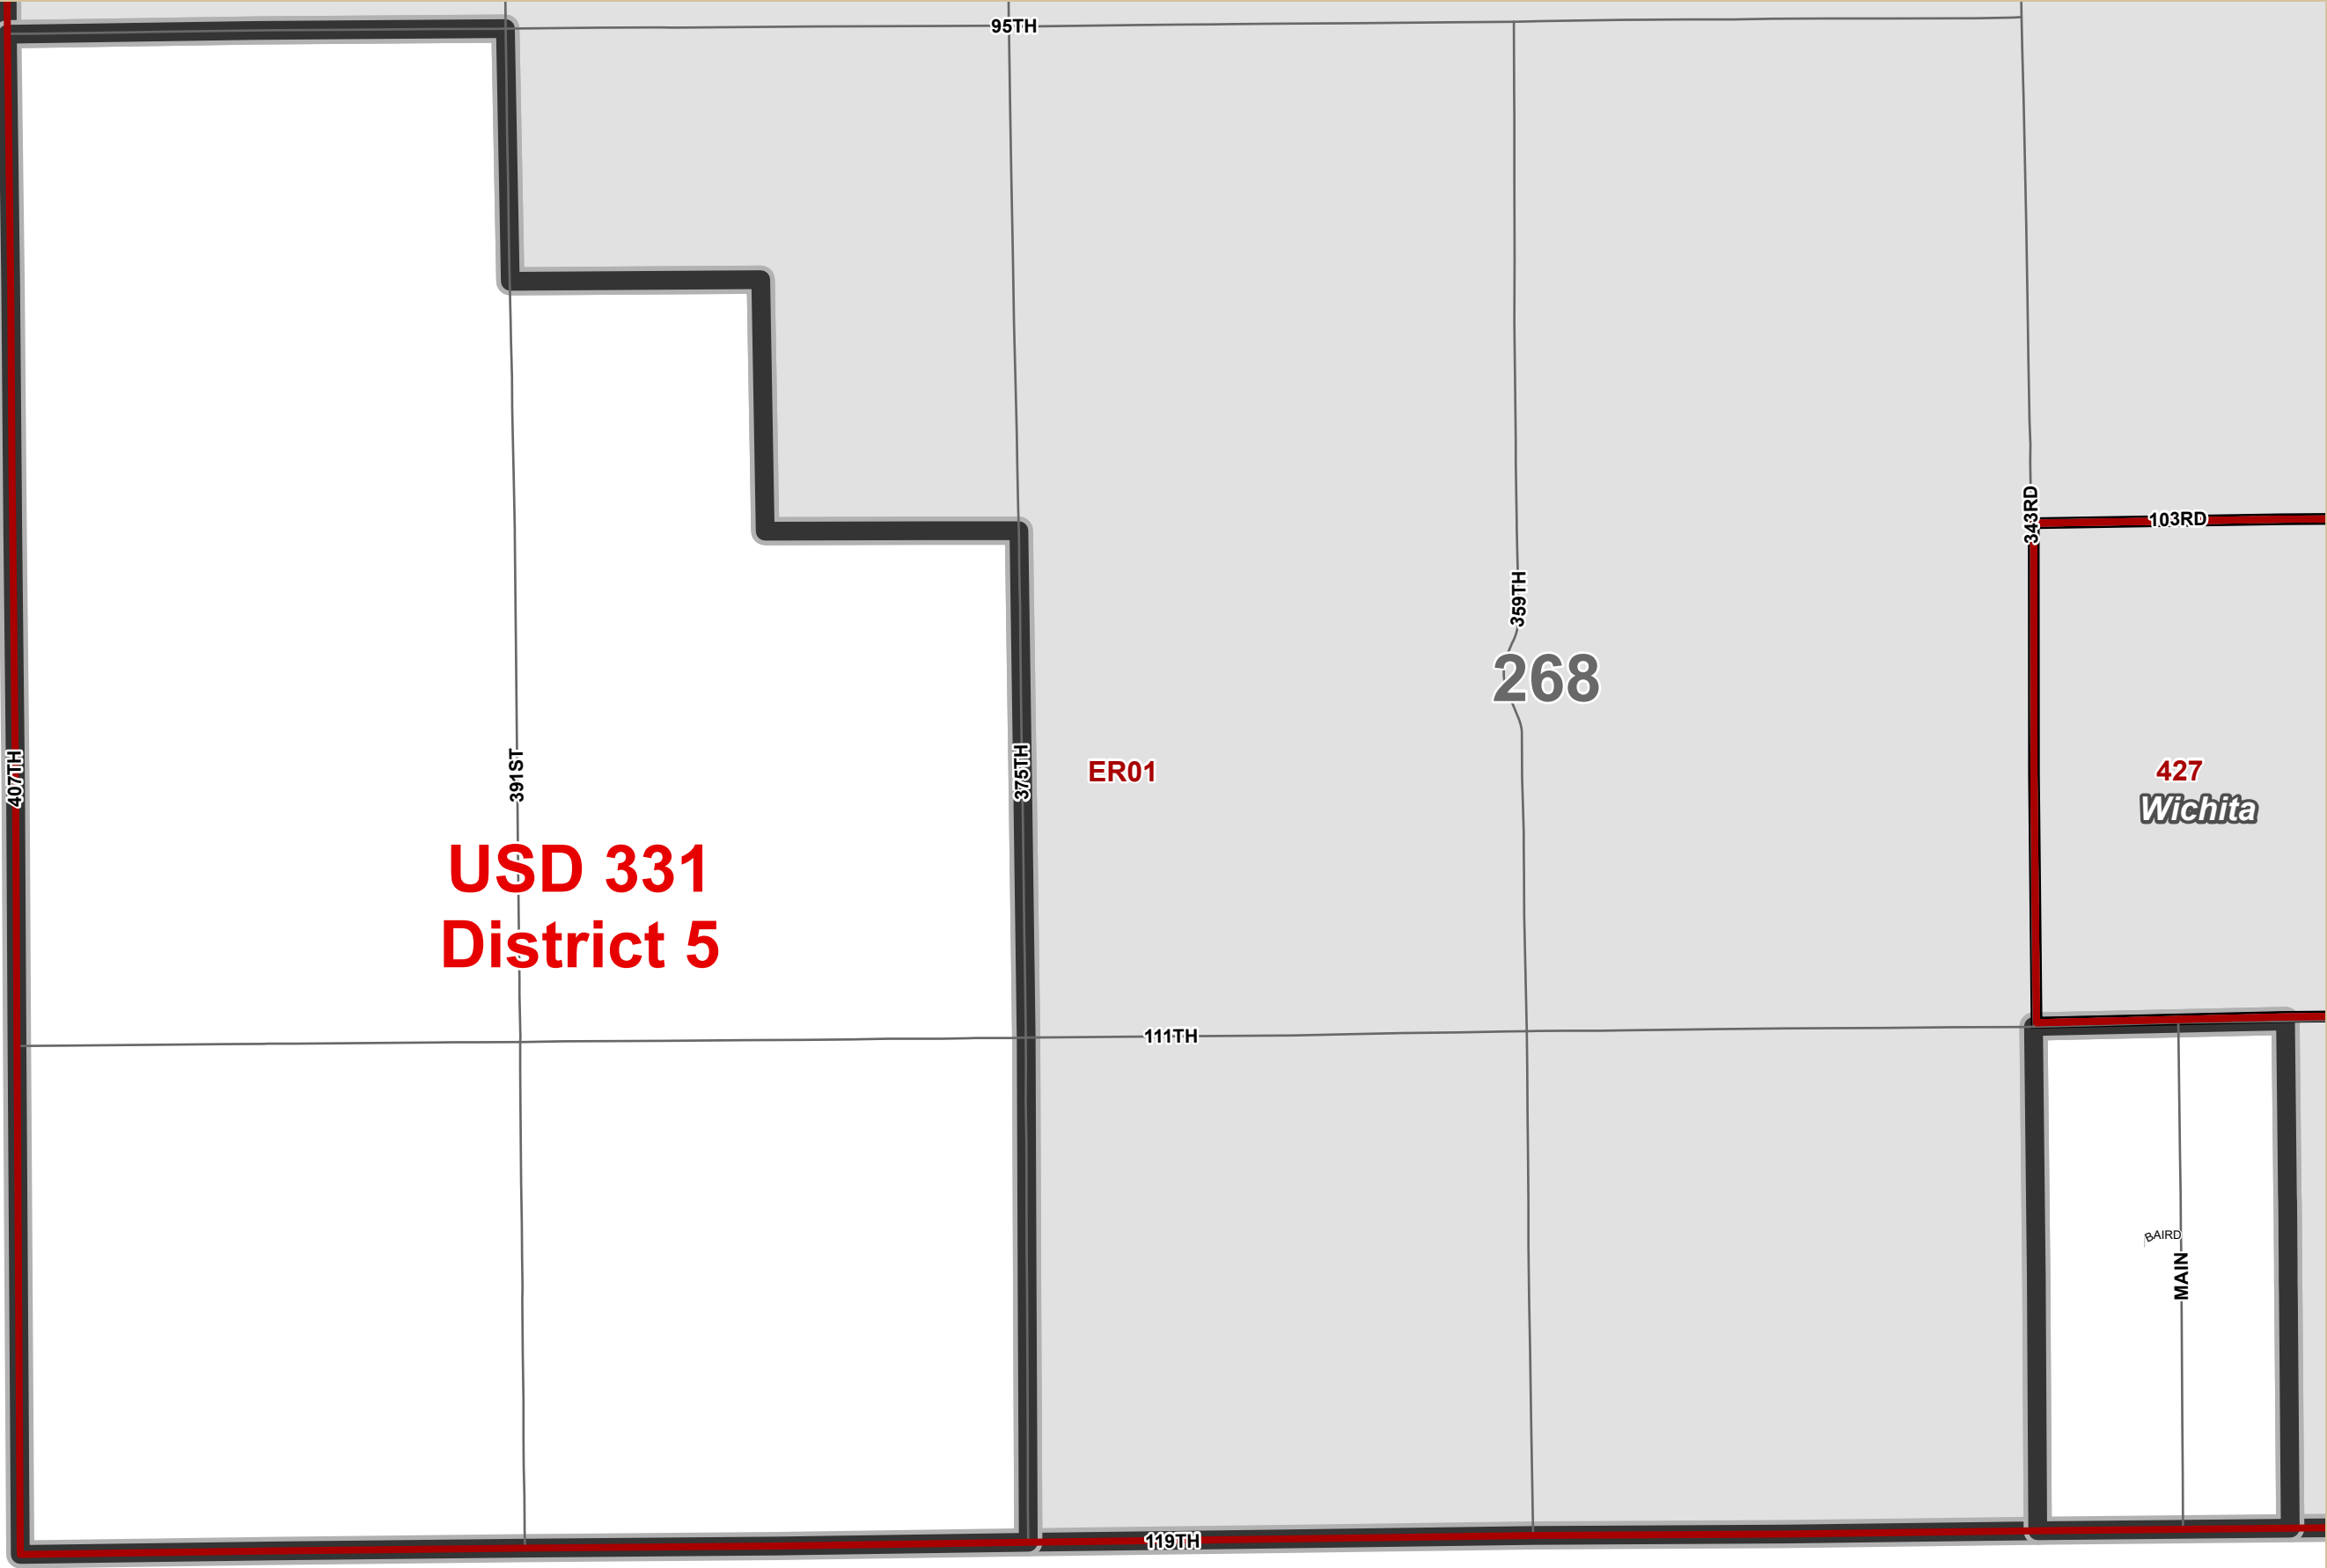 95TH
343RD
103RD
359TH
268
407TH
391ST
375TH
ER01
427
Wichita
USD 331
District 5
111TH
BAIRD
MAIN
119TH